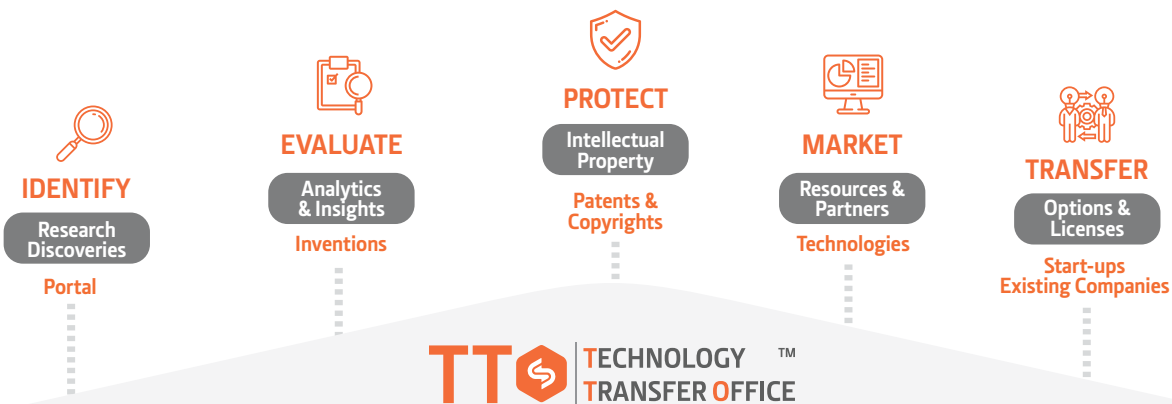 IDENTIFY
Research
Discoveries
Portal
EVALUATE
Analytics
& Insights
Inventions
PROTECT
Intellectual
Property
Patents &
Copyrights
MARKET
Resources &
Partners
Technologies
TRANSFER
Options &
Licenses
Start-ups
Existing Companies
TTO
TECHNOLOGY ™
TRANSFER OFFICE